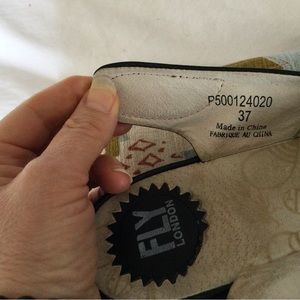 P500124020
37
Made in China
FABRIQUE AU CHINA
FLY
LONDON